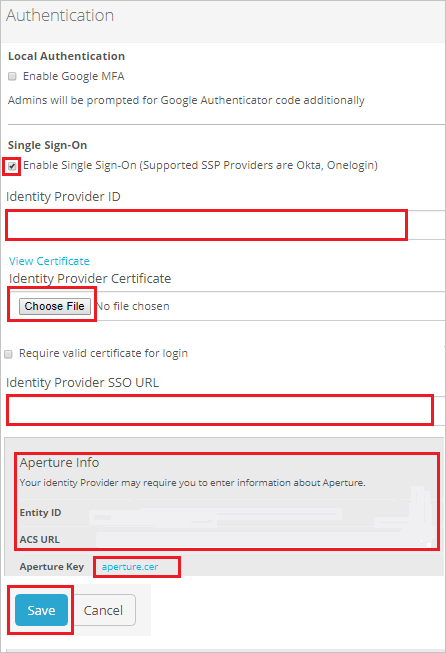 Authentication
Local Authentication
Enable Google MFA
Admins will be prompted for Google Authenticator code additionally
Single Sign-On
Enable Single Sign-On (Supported SSP Providers are Okta, Onelogin)
Identity Provider ID
View Certificate
Identity Provider Certificate
Choose File No file chosen
Require valid certificate for login
Identity Provider SSO URL
Aperture Info
Your identity Provider may require you to enter information about Aperture.
Entity ID
ACS URL
Aperture Key aperture.cer
Save Cancel